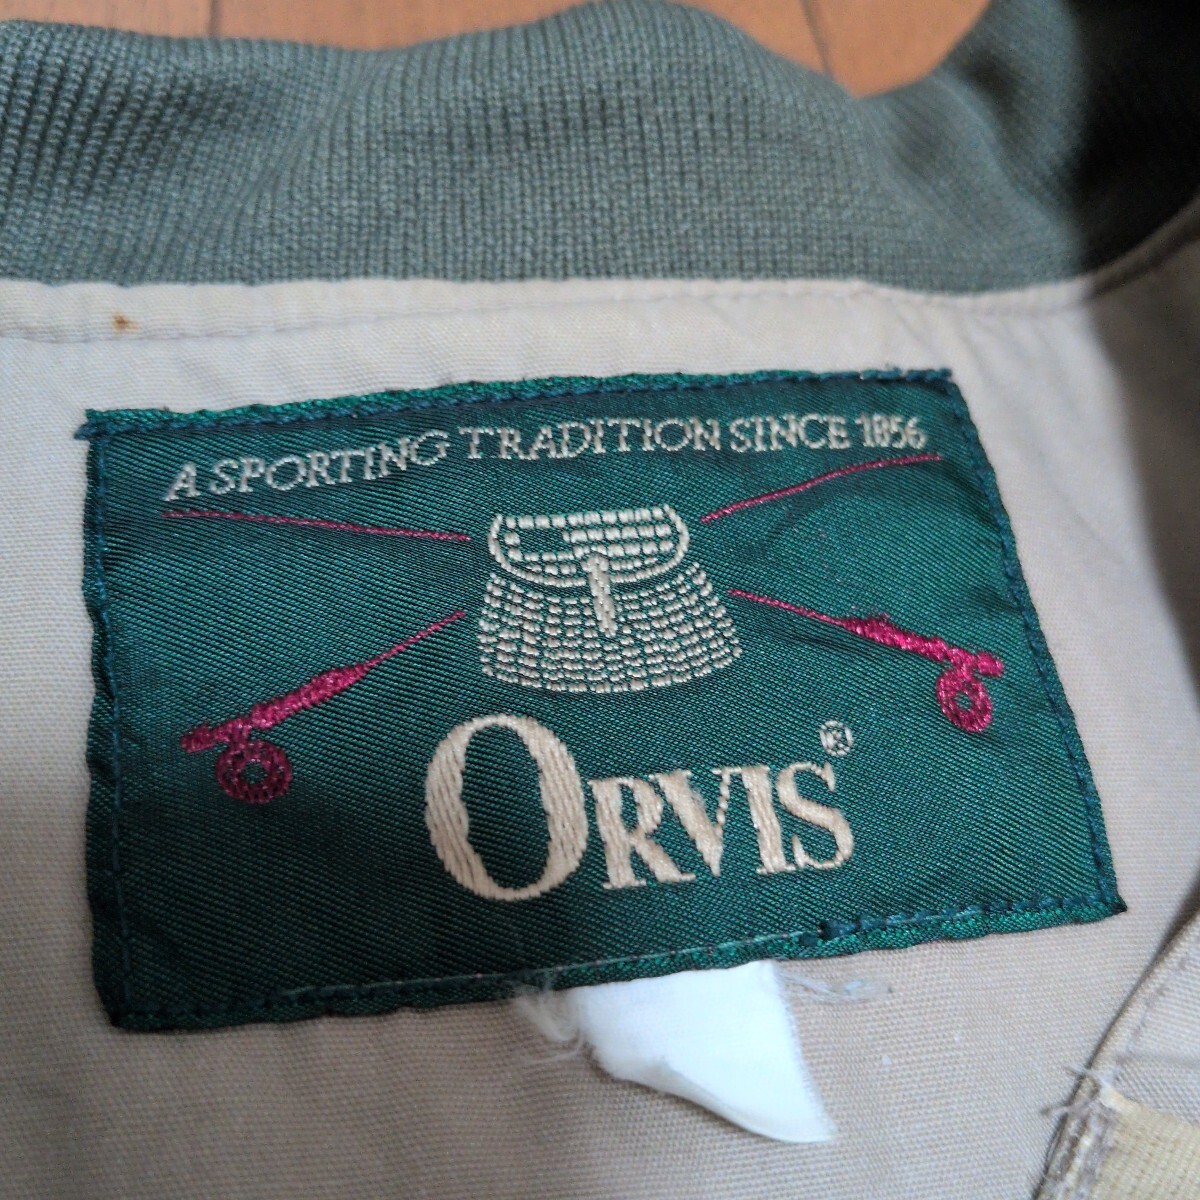 A SPORTING TRADITION SINCE 1856
ORVIS®